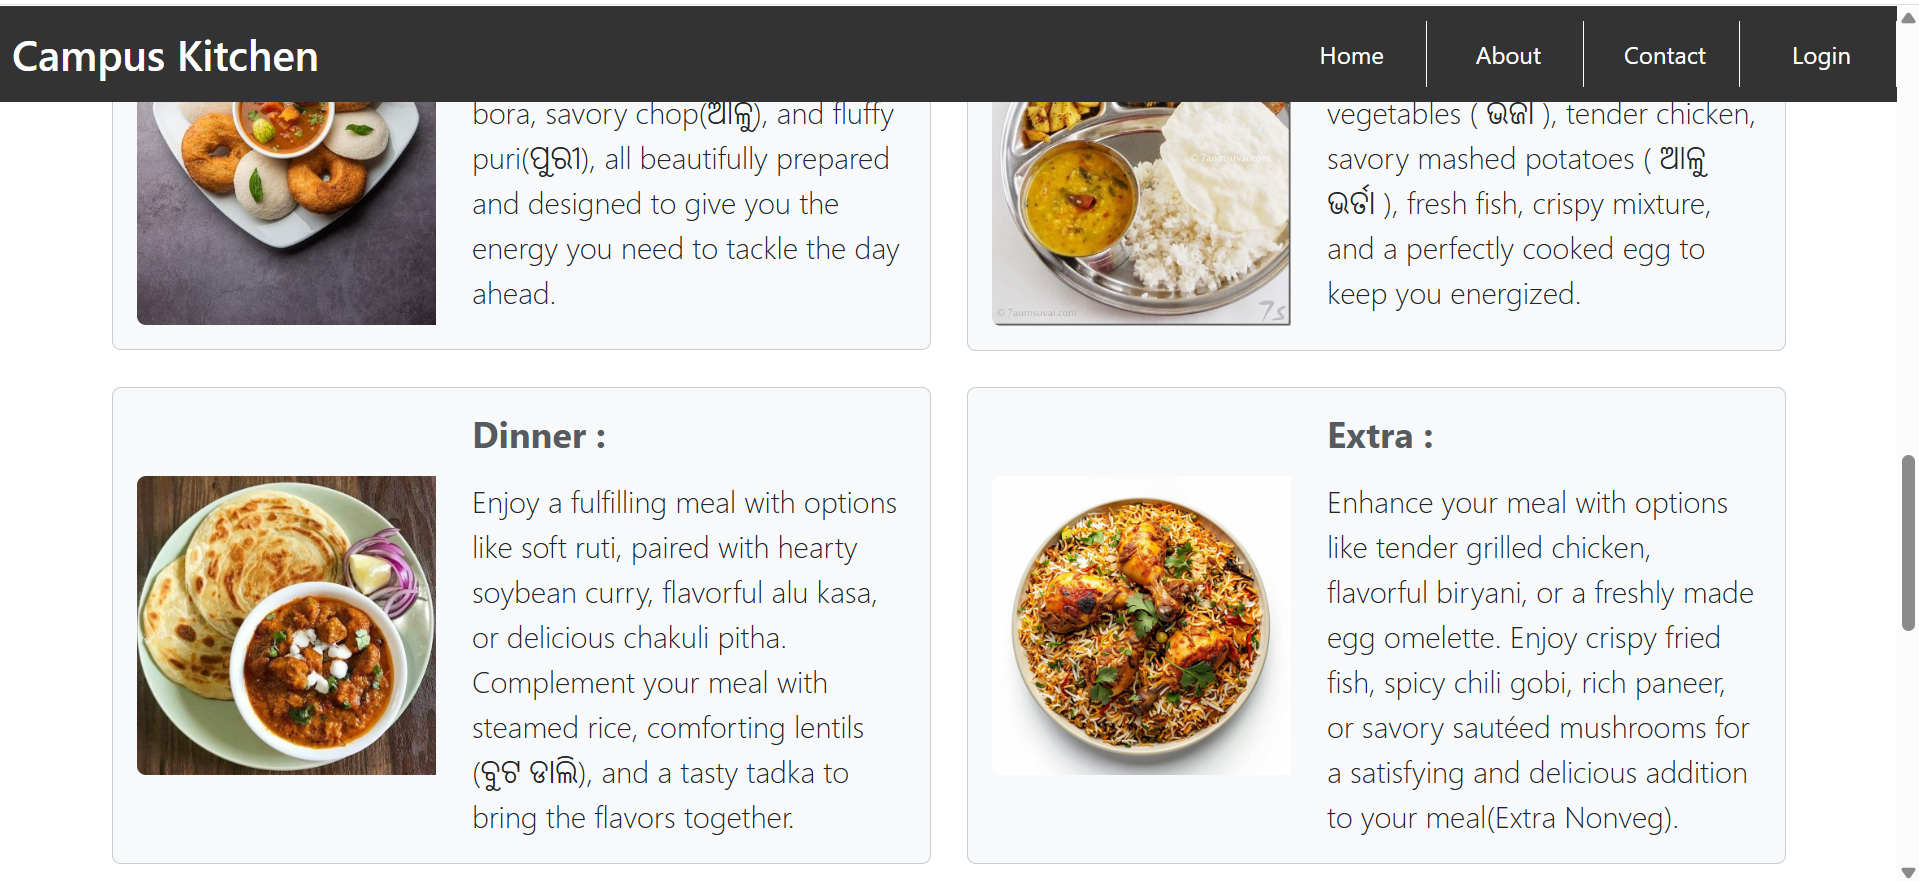 Campus Kitchen
Home
About
Contact
Login
bora, savory chop(ଆଳୁ), and fluffy
puri(ପୁରୀ), all beautifully prepared
and designed to give you the
energy you need to tackle the day
ahead.
© 7aumsuvai.com
© 7aumsuvai.com
7s
vegetables ( ଭଜା ), tender chicken,
savory mashed potatoes ( ଆଳୁ
ଭର୍ତା ), fresh fish, crispy mixture,
and a perfectly cooked egg to
keep you energized.
Dinner :
Enjoy a fulfilling meal with options
like soft ruti, paired with hearty
soybean curry, flavorful alu kasa,
or delicious chakuli pitha.
Complement your meal with
steamed rice, comforting lentils
(ବୁଟ ଡାଲି), and a tasty tadka to
bring the flavors together.
Extra :
Enhance your meal with options
like tender grilled chicken,
flavorful biryani, or a freshly made
egg omelette. Enjoy crispy fried
fish, spicy chili gobi, rich paneer,
or savory sautéed mushrooms for
a satisfying and delicious addition
to your meal(Extra Nonveg).